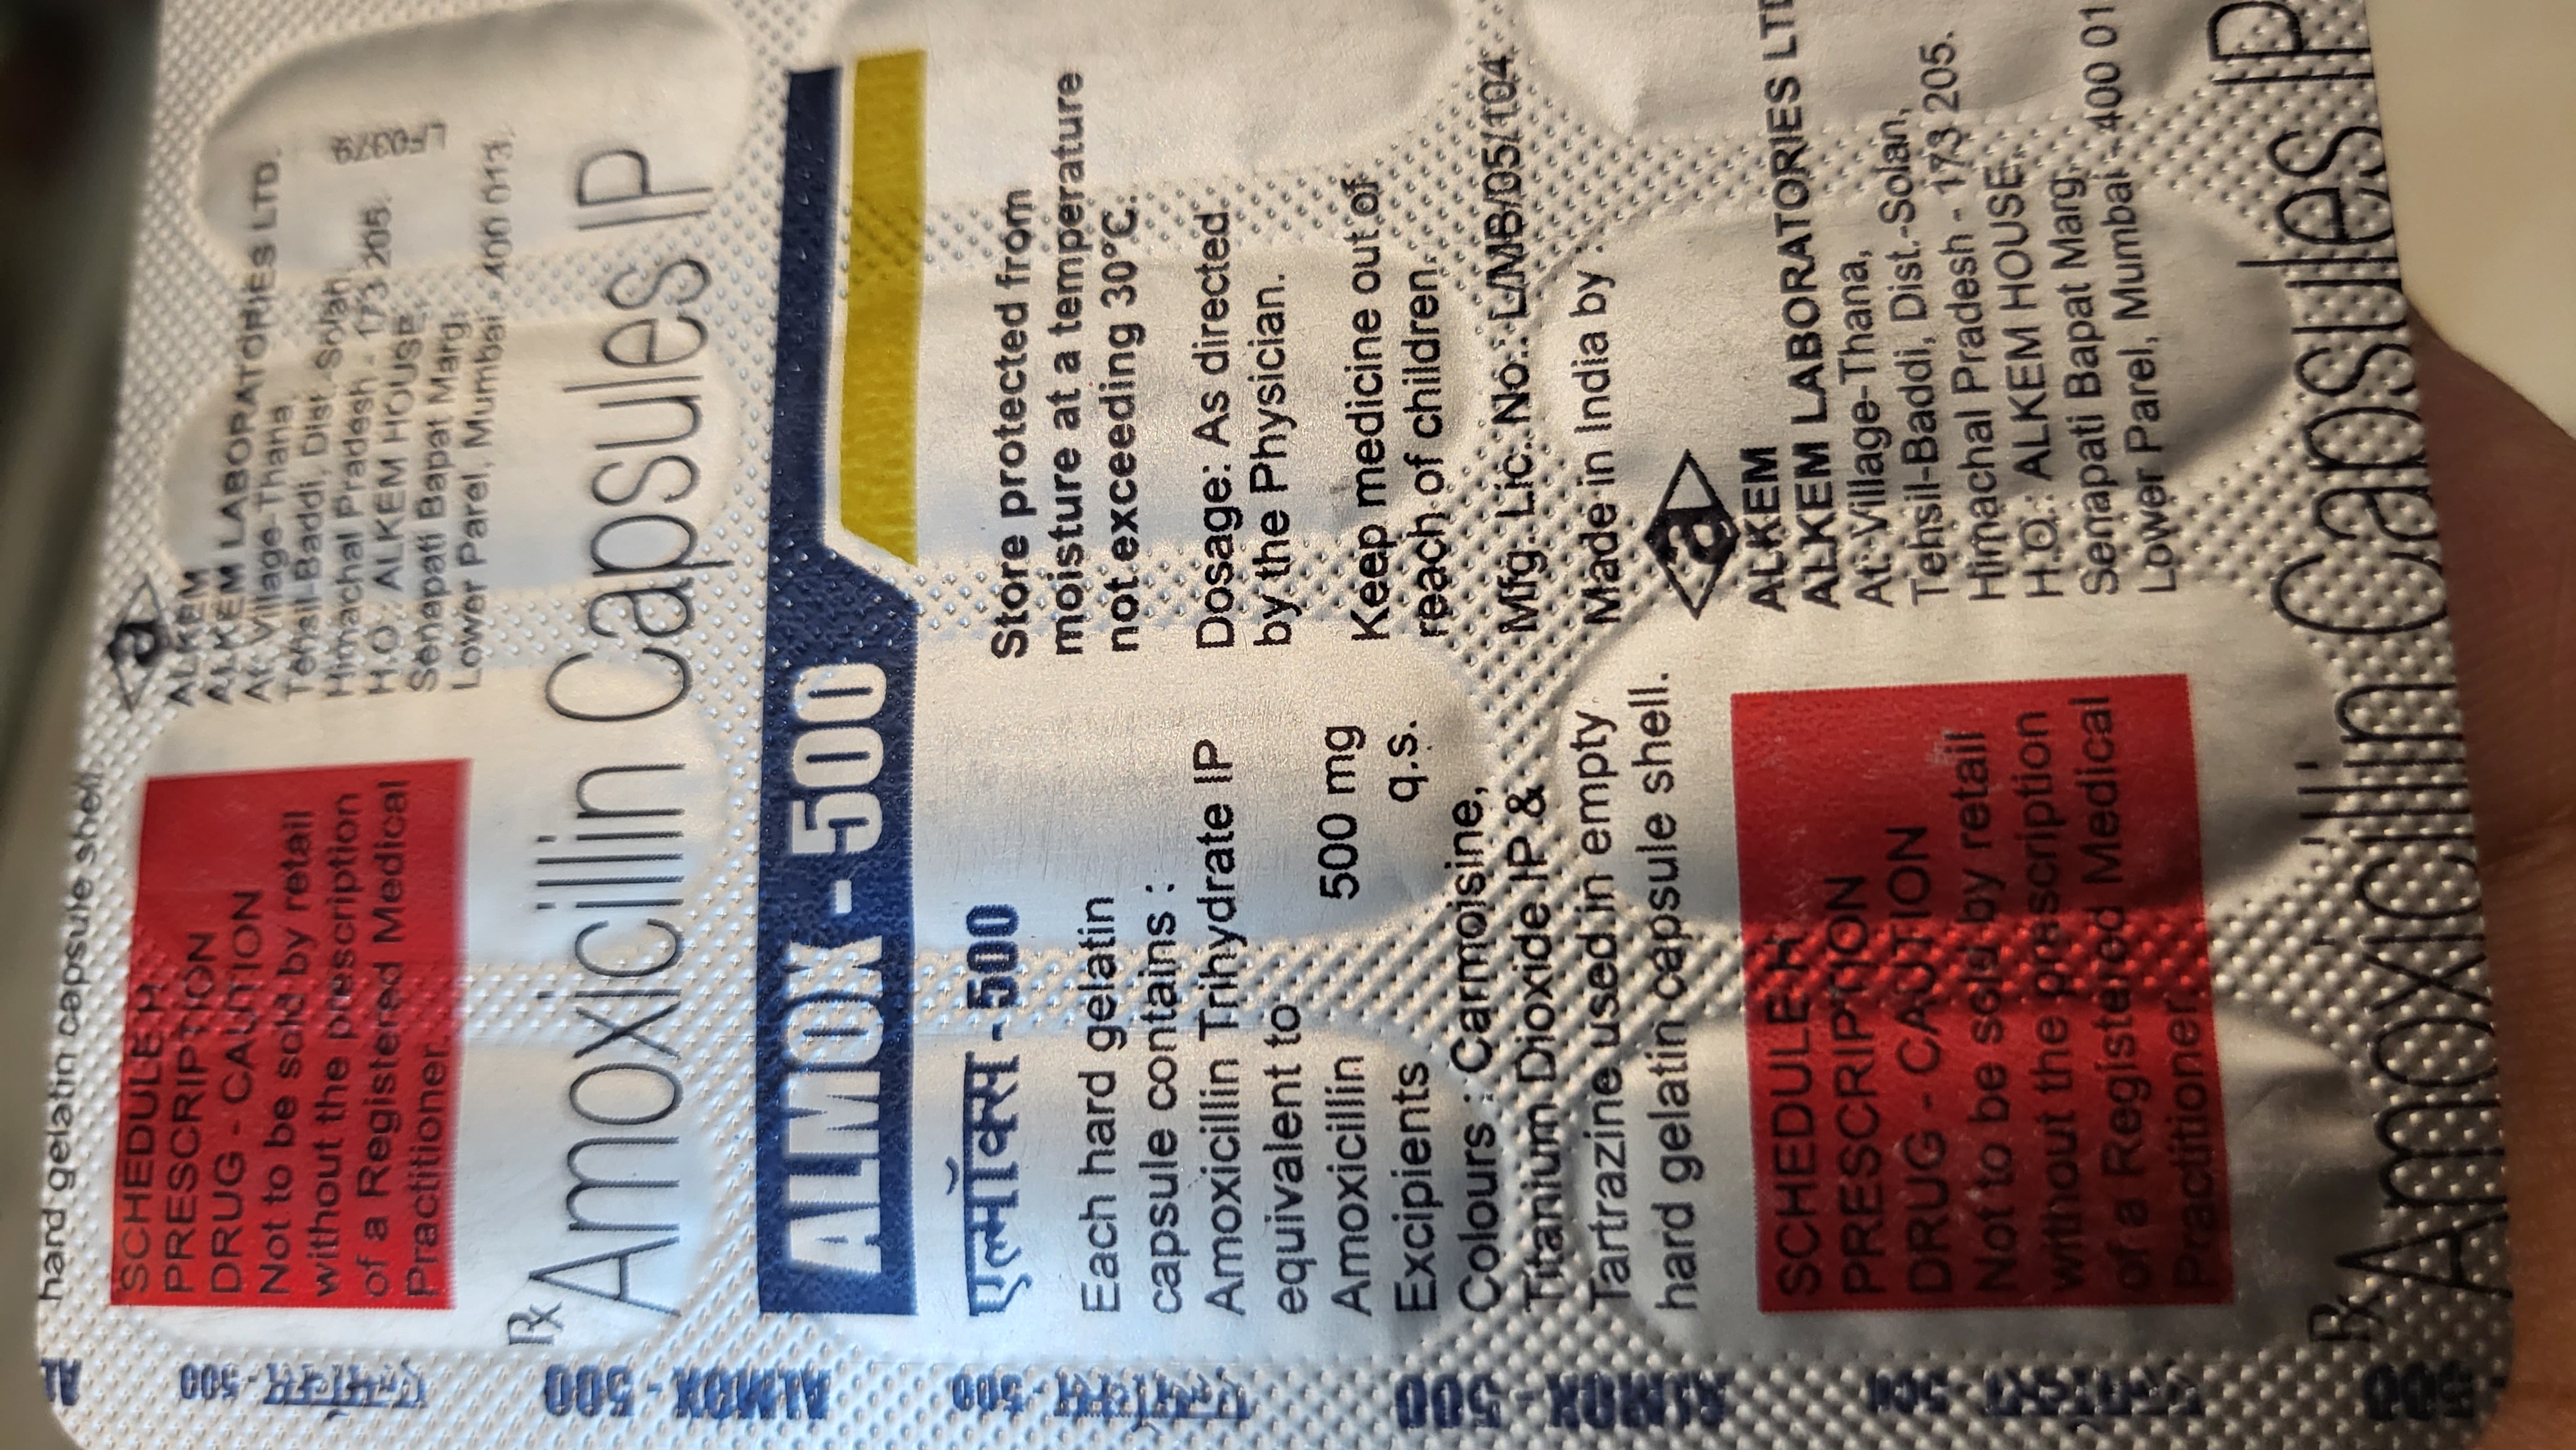 hard gelatin capsule shell.
SCHEDULE H
PRESCRIPTION
DRUG - CAUTION
Not to be sold by retail
without the prescription
of a Registered Medical
Practitioner.
a
ALKEM
ALKEM LABORATORIES LTD.
At: Village-Thana,
Tehsil-Baddi, Dist.-Solan,
Himachal Pradesh - 173 205.
H.O.: ALKEM HOUSE,
Senapati Bapat Marg,
Lower Parel, Mumbai - 400 013.
Rx Amoxicillin Capsules IP
ALMOX - 500
एल्मॉक्स - 500
Each hard gelatin
capsule contains :
Amoxicillin Trihydrate IP
equivalent to
Amoxicillin 500 mg
Excipients q.s.
Colours : Carmoisine,
Titanium Dioxide IP &
Tartrazine used in empty
hard gelatin capsule shell.
Store protected from
moisture at a temperature
not exceeding 30°C.
Dosage: As directed
by the Physician.
Keep medicine out of
reach of children.
Mfg. Lic. No.: L/MB/05/104
Made in India by :
a
ALKEM
ALKEM LABORATORIES LT
At: Village-Thana,
Tehsil-Baddi, Dist.-Solan,
Himachal Pradesh - 173 205.
H.O.: ALKEM HOUSE,
Senapati Bapat Marg,
Lower Parel, Mumbai - 400 01
SCHEDULE H
PRESCRIPTION
DRUG - CAUTION
Not to be sold by retail
without the prescription
of a Registered Medical
Practitioner.
Rx Amoxicillin Capsules IP
AL
एल्मॉक्स - 500
ALMOX - 500
एल्मॉक्स - 500
ALMOX - 500
एल्मॉक्स - 500
500